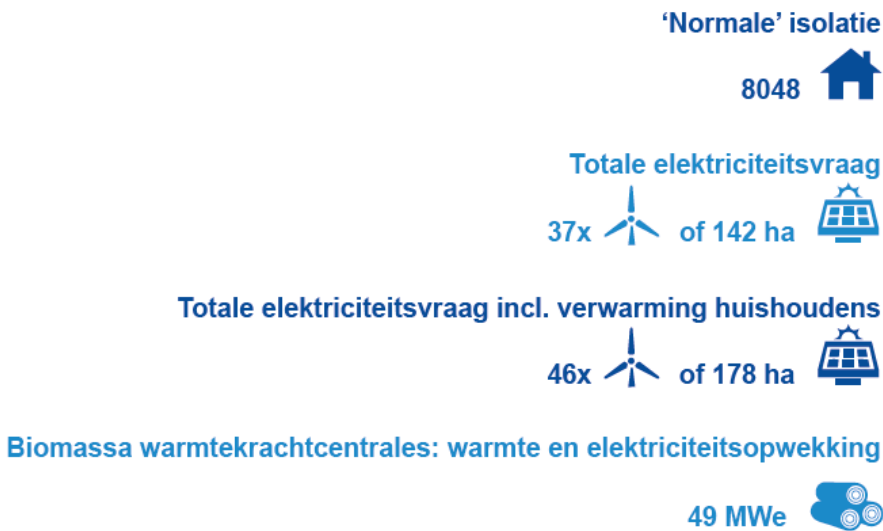 ‘Normale’ isolatie
8048
Totale elektriciteitsvraag
37x of 142 ha
Totale elektriciteitsvraag incl. verwarming huishoudens
46x of 178 ha
Biomassa warmtekrachtcentrales: warmte en elektriciteitsopwekking
49 MWe